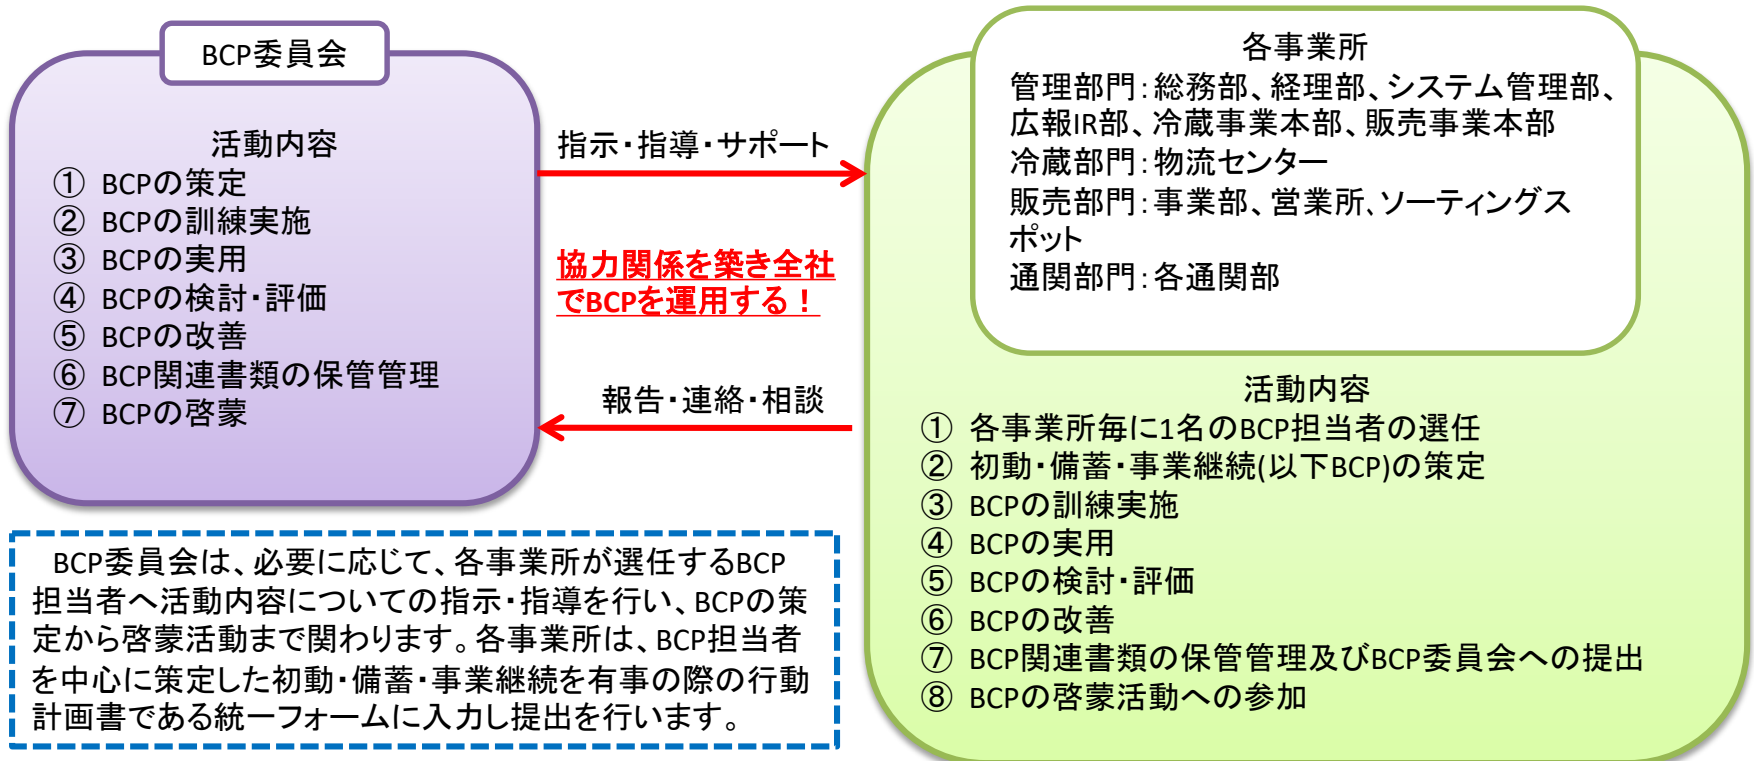 BCP委員会
活動内容
① BCPの策定
② BCPの訓練実施
③ BCPの実用
④ BCPの検討・評価
⑤ BCPの改善
⑥ BCP関連書類の保管管理
⑦ BCPの啓蒙
指示・指導・サポート
協力関係を築き全社
でBCPを運用する！
報告・連絡・相談
各事業所
管理部門：総務部、経理部、システム管理部、
広報IR部、冷蔵事業本部、販売事業本部
冷蔵部門：物流センター
販売部門：事業部、営業所、ソーティングス
ポット
通関部門：各通関部
活動内容
① 各事業所毎に1名のBCP担当者の選任
② 初動・備蓄・事業継続(以下BCP)の策定
③ BCPの訓練実施
④ BCPの実用
⑤ BCPの検討・評価
⑥ BCPの改善
⑦ BCP関連書類の保管管理及びBCP委員会への提出
⑧ BCPの啓蒙活動への参加
BCP委員会は、必要に応じて、各事業所が選任するBCP
担当者へ活動内容についての指示・指導を行い、BCPの策
定から啓蒙活動まで関わります。各事業所は、BCP担当者
を中心に策定した初動・備蓄・事業継続を有事の際の行動
計画書である統一フォームに入力し提出を行います。